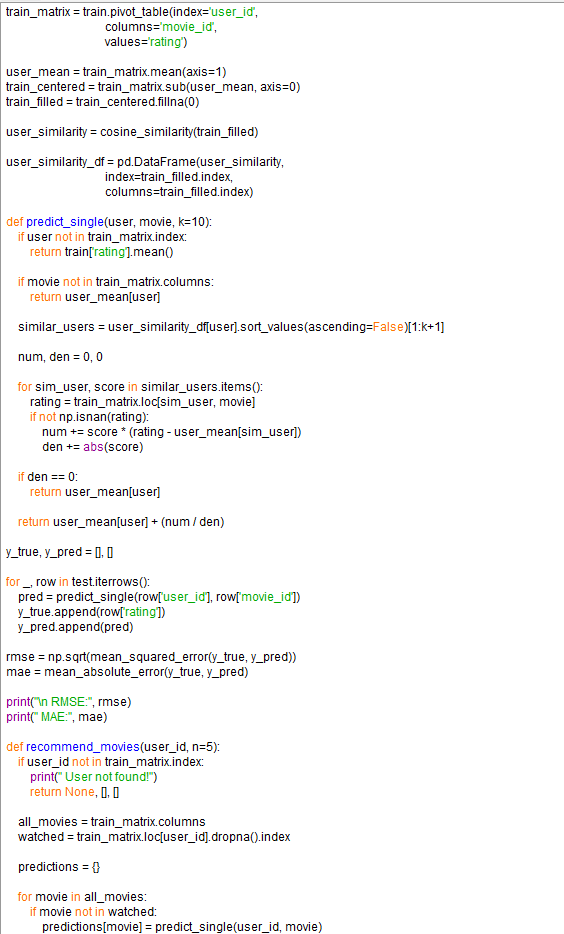 train_matrix = train.pivot_table(index='user_id',
columns='movie_id',
values='rating')
user_mean = train_matrix.mean(axis=1)
train_centered = train_matrix.sub(user_mean, axis=0)
train_filled = train_centered.fillna(0)
user_similarity = cosine_similarity(train_filled)
user_similarity_df = pd.DataFrame(user_similarity,
index=train_filled.index,
columns=train_filled.index)
def predict_single(user, movie, k=10):
if user not in train_matrix.index:
return train['rating'].mean()
if movie not in train_matrix.columns:
return user_mean[user]
similar_users = user_similarity_df[user].sort_values(ascending=False)[1:k+1]
num, den = 0, 0
for sim_user, score in similar_users.items():
rating = train_matrix.loc[sim_user, movie]
if not np.isnan(rating):
num += score * (rating - user_mean[sim_user])
den += abs(score)
if den == 0:
return user_mean[user]
return user_mean[user] + (num / den)
y_true, y_pred = [], []
for _, row in test.iterrows():
pred = predict_single(row['user_id'], row['movie_id'])
y_true.append(row['rating'])
y_pred.append(pred)
rmse = np.sqrt(mean_squared_error(y_true, y_pred))
mae = mean_absolute_error(y_true, y_pred)
print("\n RMSE:", rmse)
print(" MAE:", mae)
def recommend_movies(user_id, n=5):
if user_id not in train_matrix.index:
print(" User not found!")
return None, [], []
all_movies = train_matrix.columns
watched = train_matrix.loc[user_id].dropna().index
predictions = {}
for movie in all_movies:
if movie not in watched:
predictions[movie] = predict_single(user_id, movie)